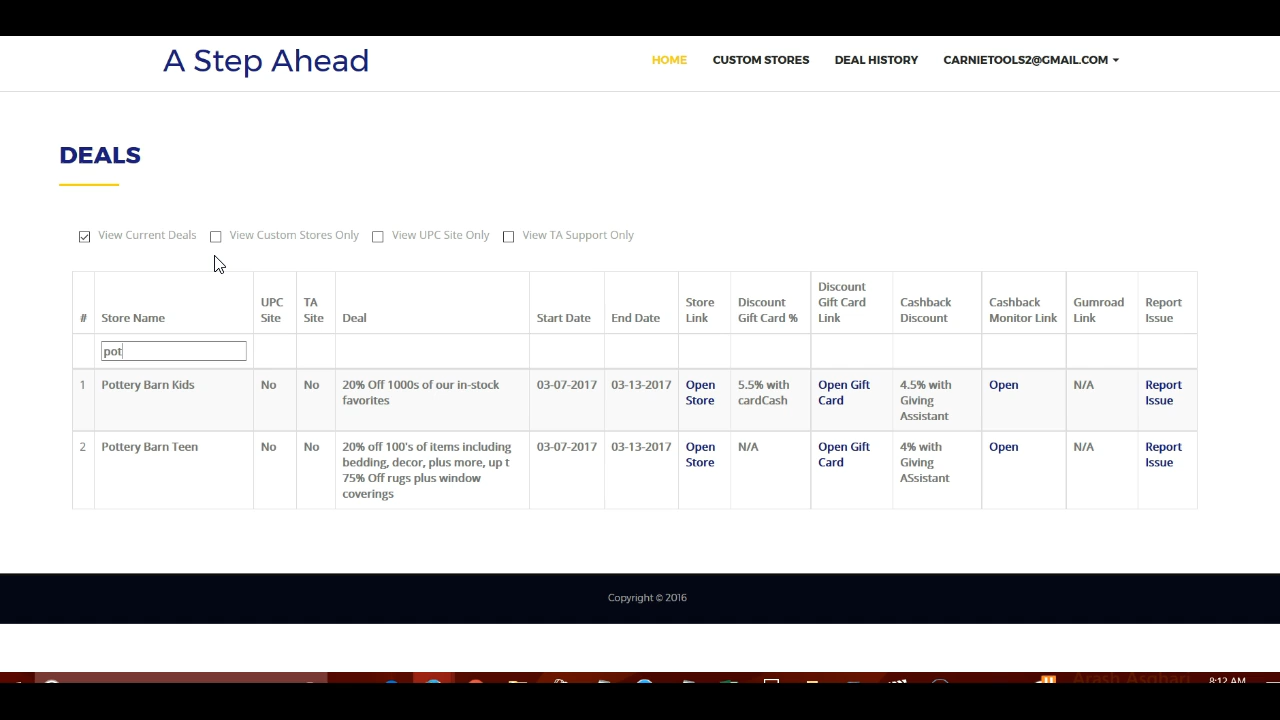 A Step Ahead
HOME CUSTOM STORES DEAL HISTORY CARNIETOOLS2@GMAIL.COM
DEALS
View Current Deals View Custom Stores Only View UPC Site Only View TA Support Only
# Store Name UPC Site TA Site Deal Start Date End Date Store Link Discount Gift Card % Discount Gift Card Link Cashback Discount Cashback Monitor Link Gumroad Link Report Issue
pot
1 Pottery Barn Kids No No 20% Off 1000s of our in-stock favorites 03-07-2017 03-13-2017 Open Store 5.5% with cardCash Open Gift Card 4.5% with Giving Assistant Open N/A Report Issue
2 Pottery Barn Teen No No 20% off 100's of items including bedding, decor, plus more, up t 75% Off rugs plus window coverings 03-07-2017 03-13-2017 Open Store N/A Open Gift Card 4% with Giving ASsistant Open N/A Report Issue
Copyright © 2016
Arash Asghari
8:12 AM